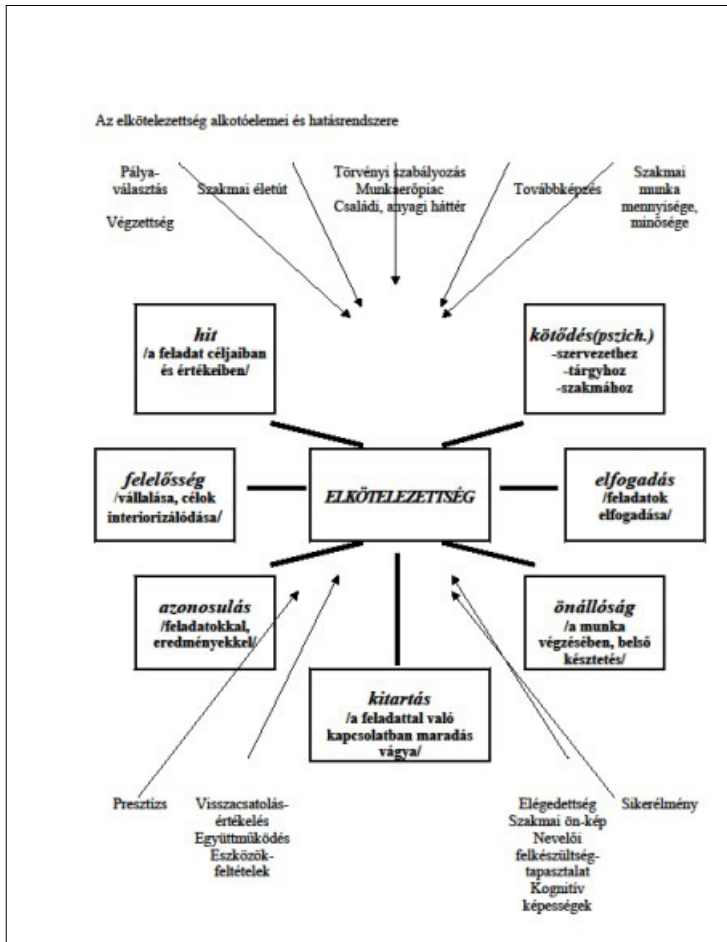 Az elkötelezettség alkotóelemei és hatásrendszere
Pálya-
választás
Végzettség
Szakmai életút
Törvényi szabályozás
Munkaerőpiac
Családi, anyagi háttér
Továbbképzés
Szakmai
munka
mennyisége,
minősége
hit
/a feladat céljaiban
és értékeiben/
kötődés(pszich.)
-szervezethez
-tárgyhoz
-szakmához
felelősség
/vállalása, célok
interiorizálódása/
ELKÖTELEZETTSÉG
elfogadás
/feladatok
elfogadása/
azonosulás
/feladatokkal,
eredményekkel/
önállóság
/a munka
végzésében, belső
késztetés/
kitartás
/a feladattal való
kapcsolatban maradás
vágya/
Presztízs
Visszacsatolás-
értékelés
Együttműködés
Eszközök-
feltételek
Elégedettség
Szakmai ön-kép
Nevelői
felkészültség-
tapasztalat
Kognitív
képességek
Sikerélmény